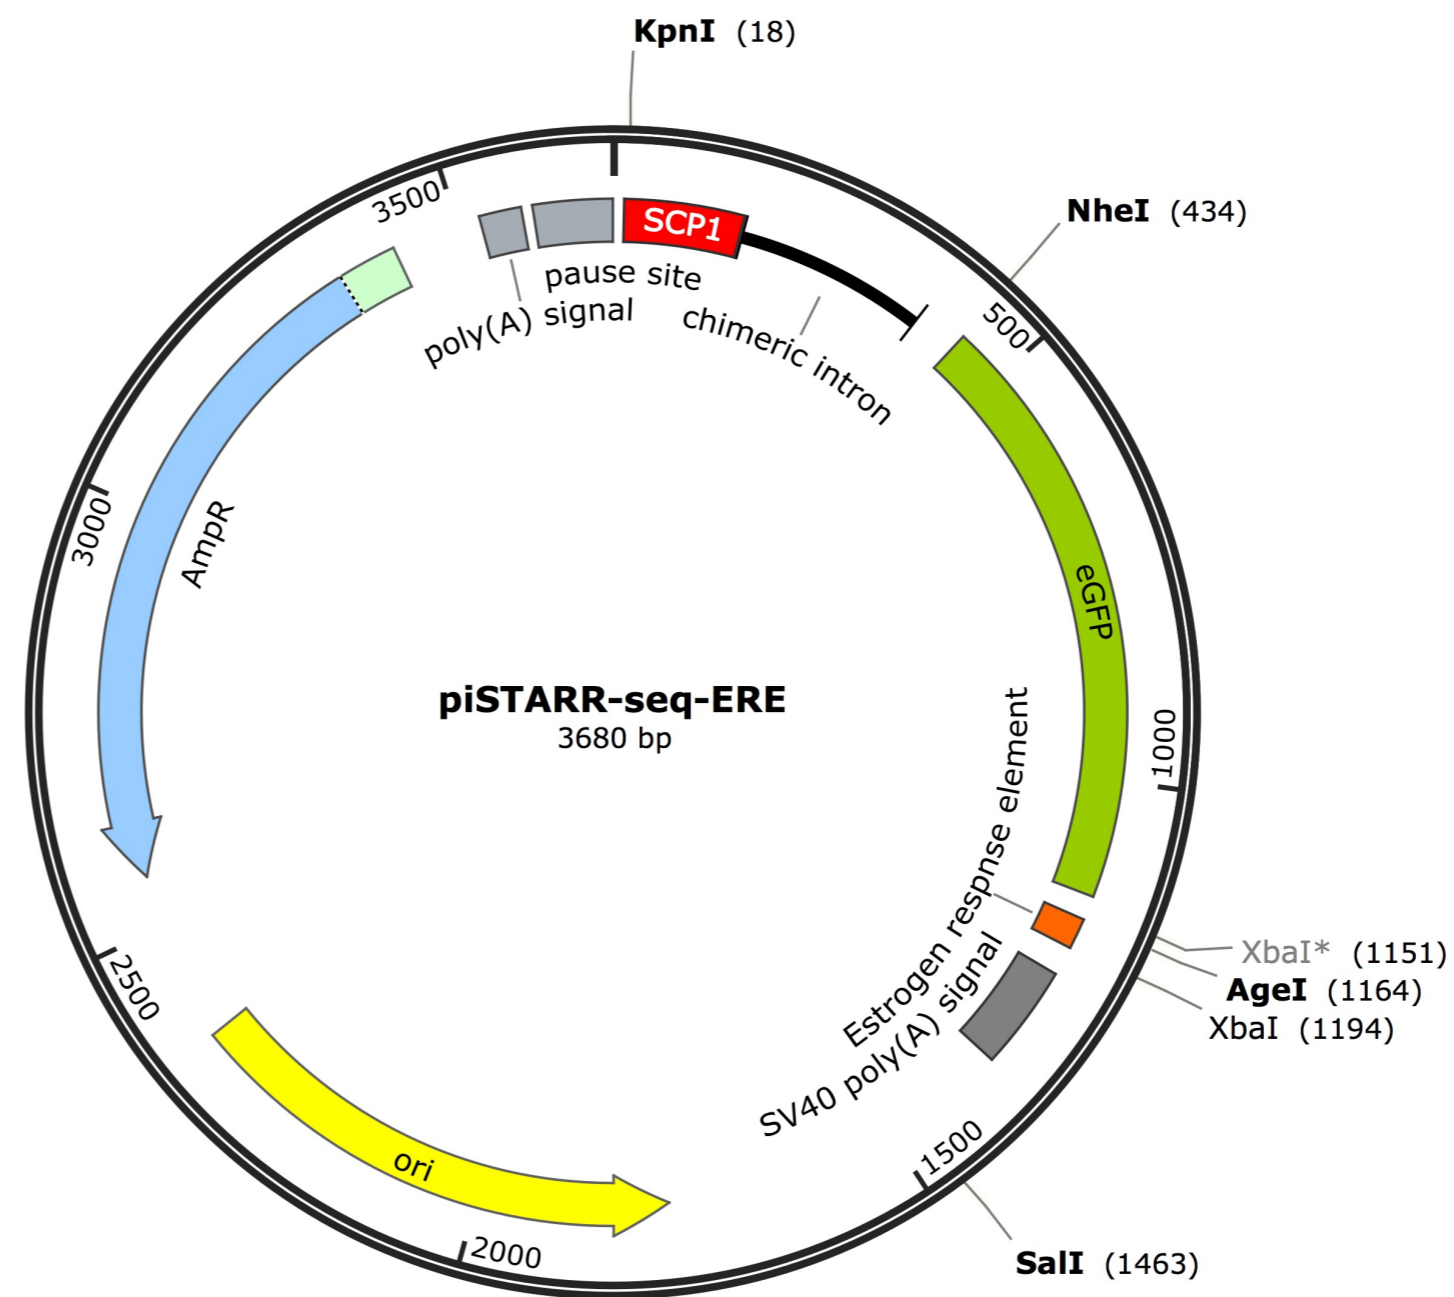 KpnI (18)
NheI (434)
3500
SCP1
pause site
poly(A) signal
chimeric intron
500
AmpR
3000
eGFP
piSTARR-seq-ERE
3680 bp
1000
Estrogen respnse element
XbaI* (1151)
AgeI (1164)
XbaI (1194)
SV40 poly(A) signal
2500
ori
1500
2000
SalI (1463)